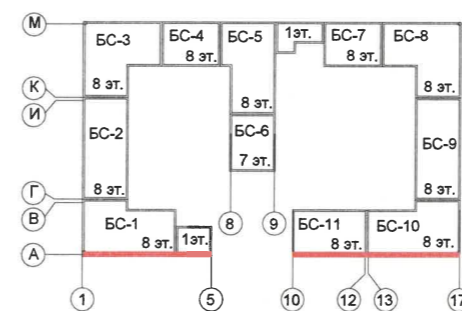 М
БС-3
БС-4
БС-5
1эт.
БС-7
БС-8
8 эт.
8 эт.
8 эт.
8 эт.
8 эт.
К
И
БС-2
БС-6
БС-9
7 эт.
8 эт.
8 эт.
Г
В
БС-1
8
9
БС-11
БС-10
8 эт.
1эт.
8 эт.
8 эт.
А
1
5
10
12
13
17